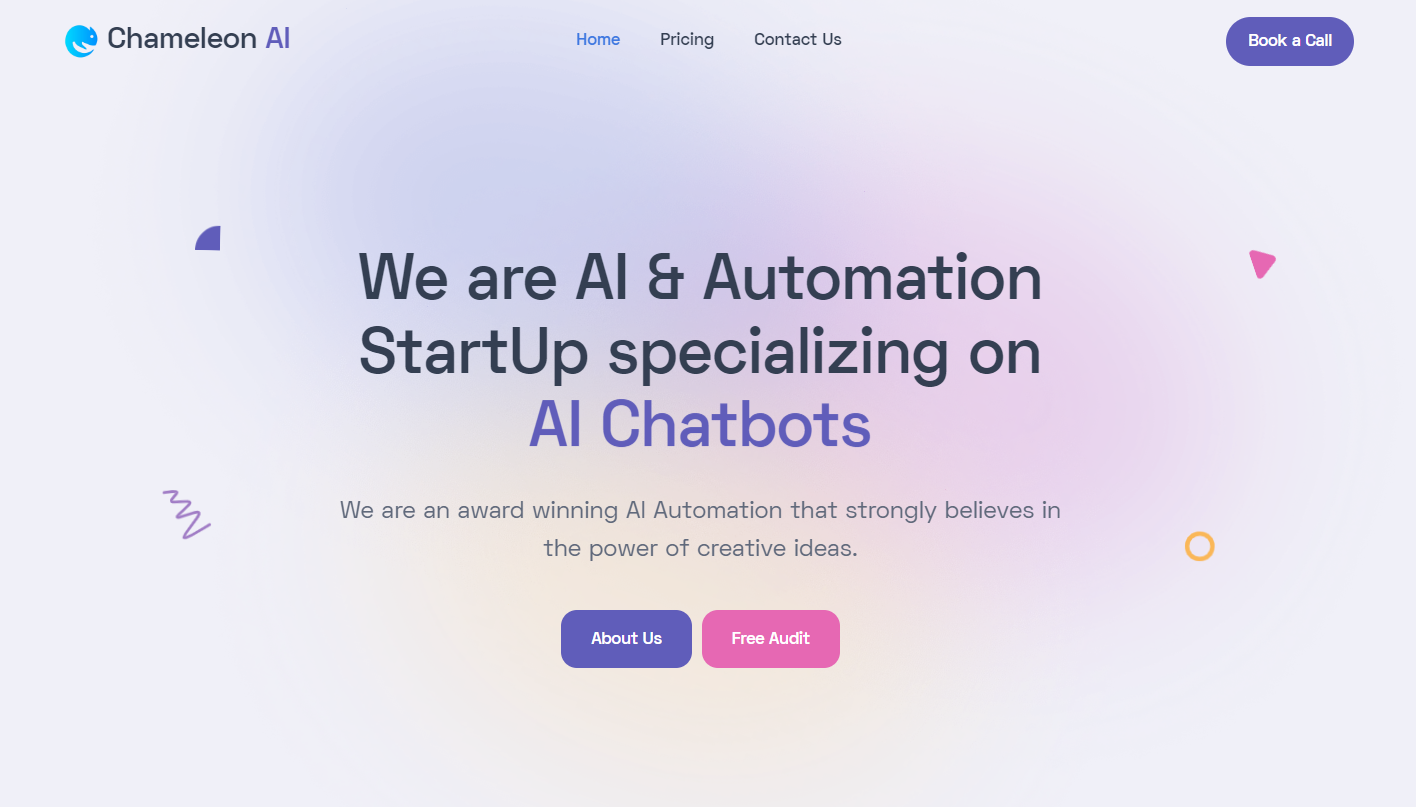 Chameleon AI
Home
Pricing
Contact Us
Book a Call
We are AI & Automation
StartUp specializing on
AI Chatbots
We are an award winning AI Automation that strongly believes in
the power of creative ideas.
About Us
Free Audit